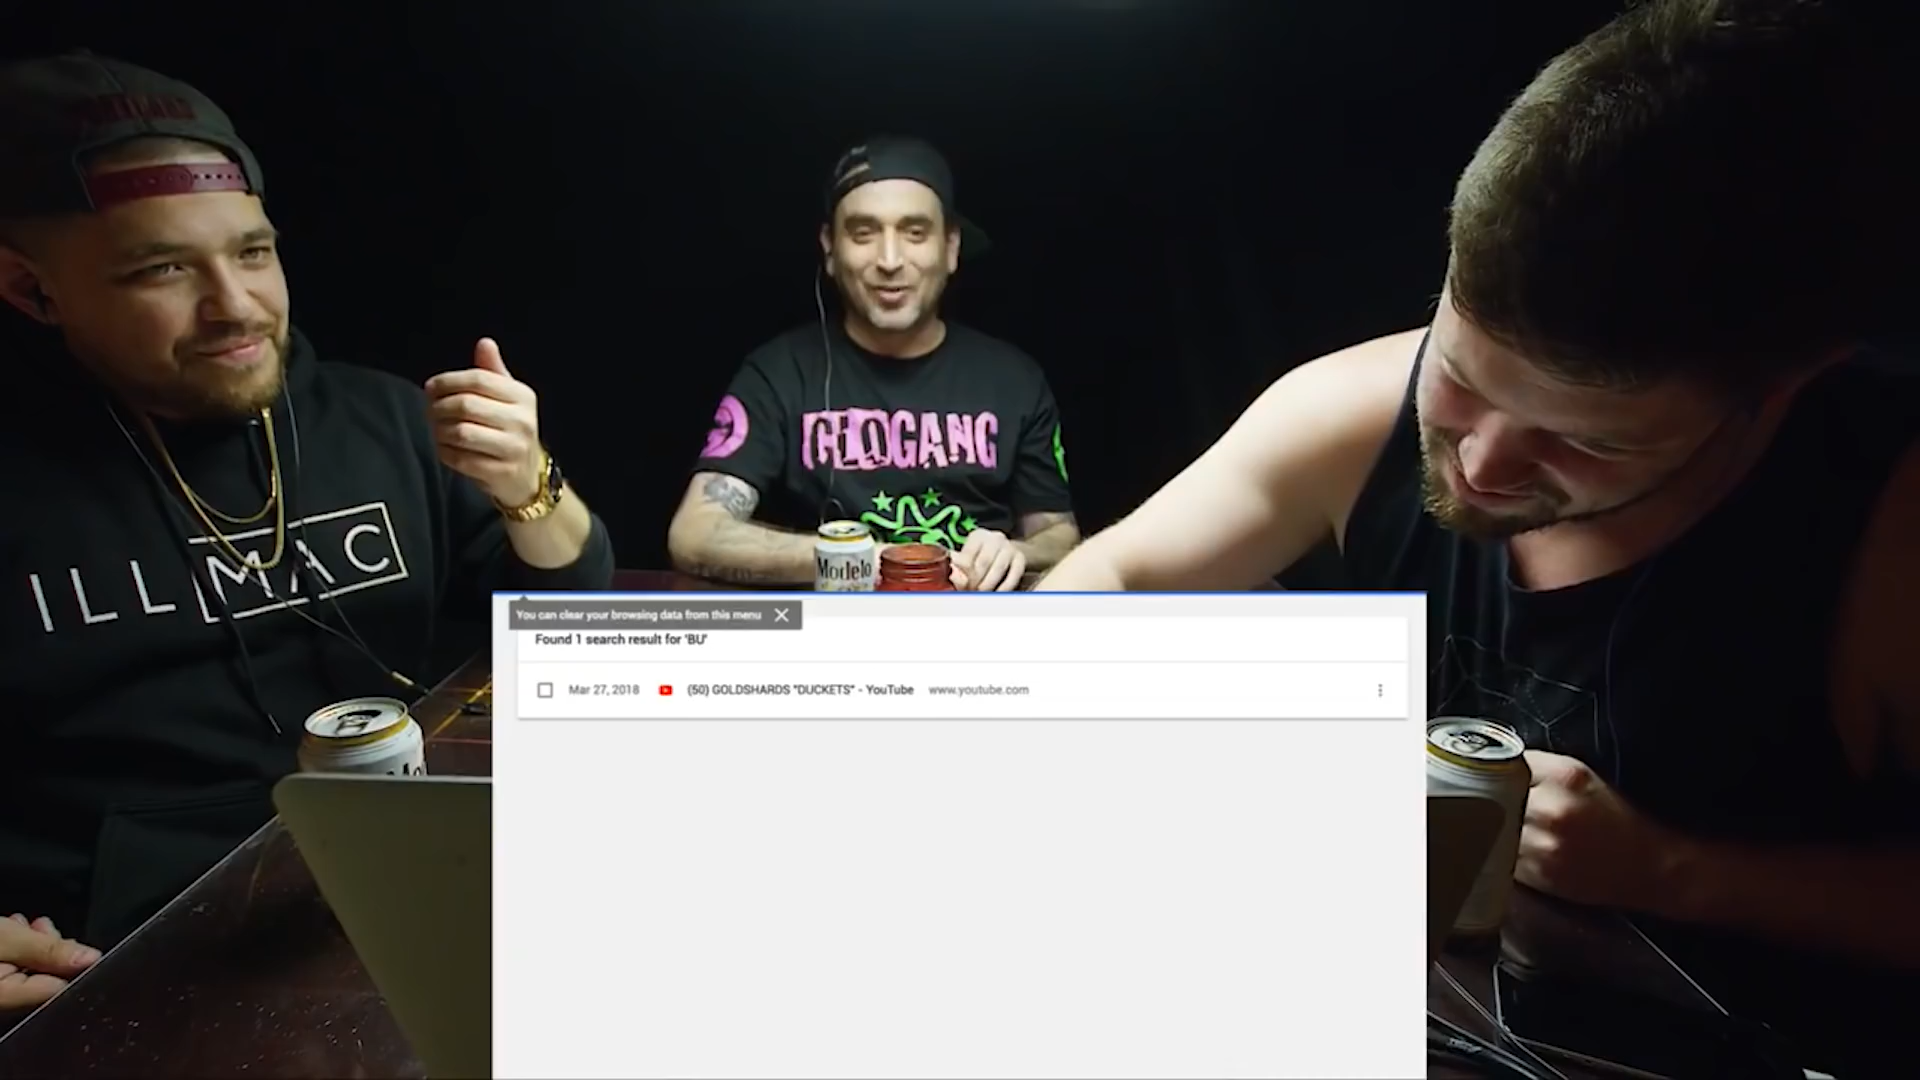 ILLMAC
GLOGANG
Modelo
You can clear your browsing data from this menu
Found 1 search result for 'BU'
Mar 27, 2018 (50) GOLDSHARDS "DUCKETS" - YouTube www.youtube.com